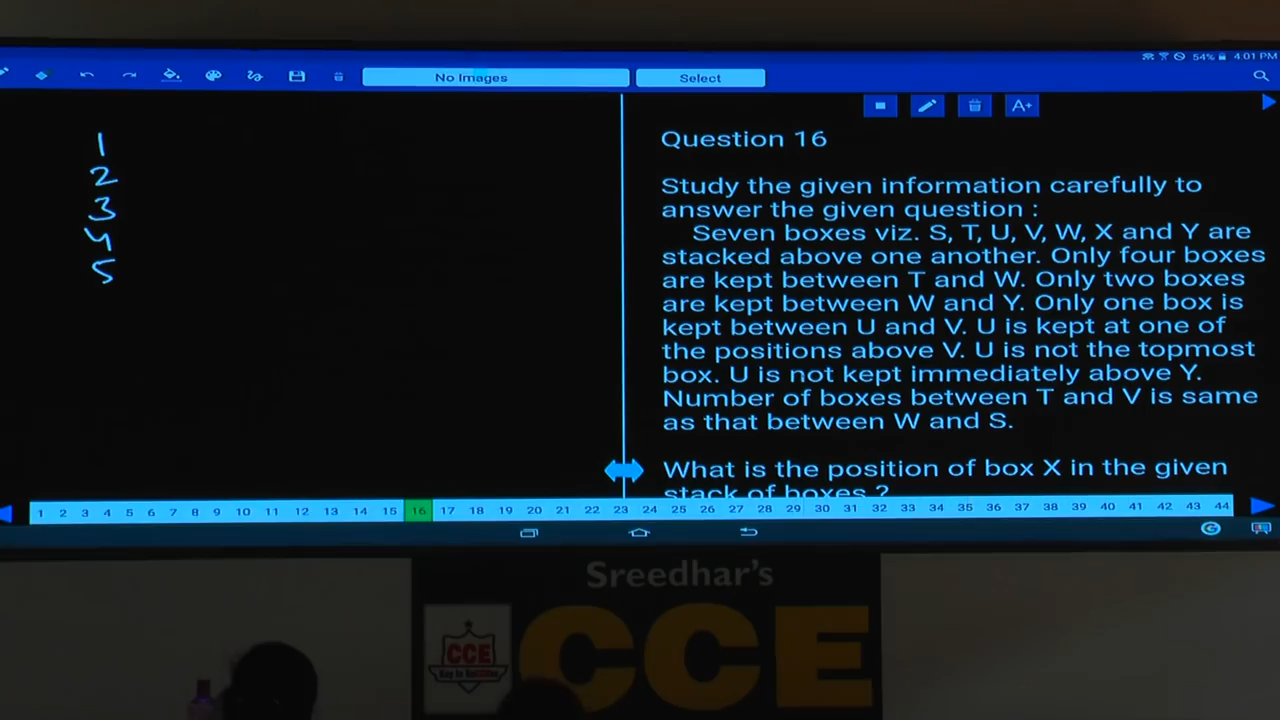 54% 4:01 PM
No Images
Select
A+
1
2
3
4
5
Question 16
Study the given information carefully to
answer the given question :
Seven boxes viz. S, T, U, V, W, X and Y are
stacked above one another. Only four boxes
are kept between T and W. Only two boxes
are kept between W and Y. Only one box is
kept between U and V. U is kept at one of
the positions above V. U is not the topmost
box. U is not kept immediately above Y.
Number of boxes between T and V is same
as that between W and S.
What is the position of box X in the given
stack of boxes ?
1 2 3 4 5 6 7 8 9 10 11 12 13 14 15 16 17 18 19 20 21 22 23 24 25 26 27 28 29 30 31 32 33 34 35 36 37 38 39 40 41 42 43 44
Sreedhar's
CCE
CCE